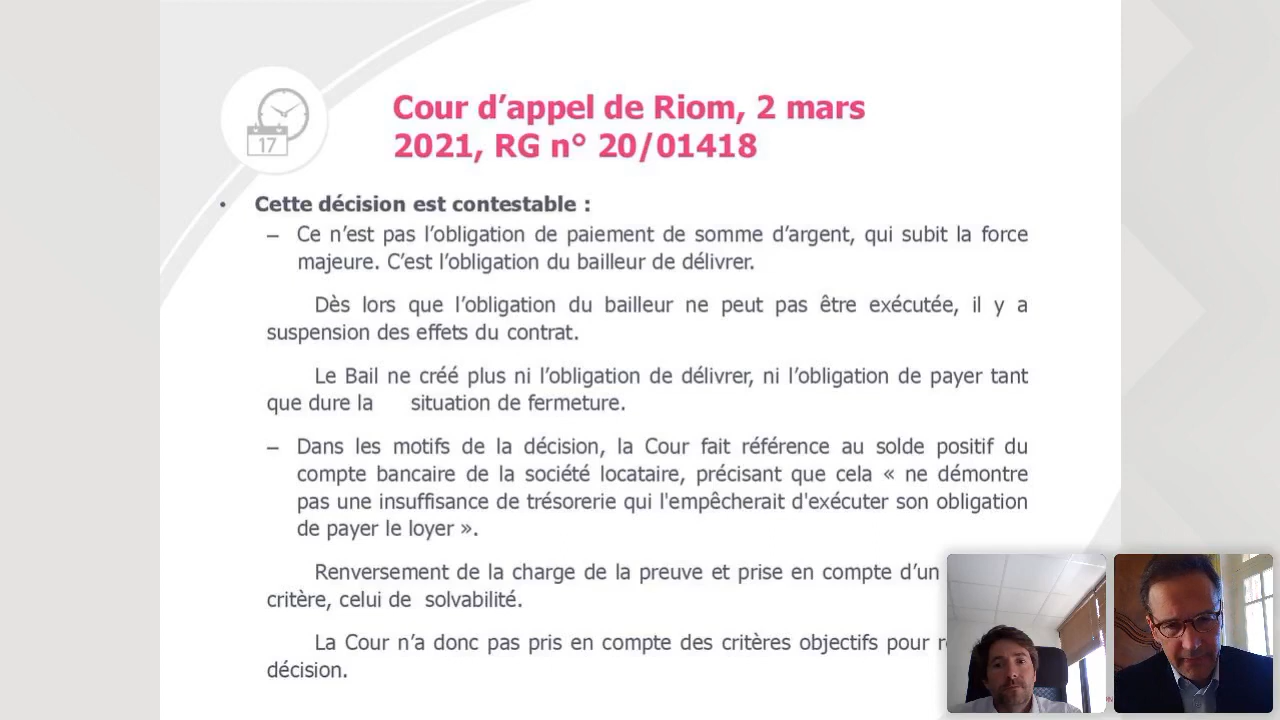 Cour d’appel de Riom, 2 mars
2021, RG n° 20/01418
17
• Cette décision est contestable :
– Ce n’est pas l’obligation de paiement de somme d’argent, qui subit la force
majeure. C’est l’obligation du bailleur de délivrer.
Dès lors que l’obligation du bailleur ne peut pas être exécutée, il y a
suspension des effets du contrat.
Le Bail ne créé plus ni l’obligation de délivrer, ni l’obligation de payer tant
que dure la situation de fermeture.
– Dans les motifs de la décision, la Cour fait référence au solde positif du
compte bancaire de la société locataire, précisant que cela « ne démontre
pas une insuffisance de trésorerie qui l'empêcherait d'exécuter son obligation
de payer le loyer ».
Renversement de la charge de la preuve et prise en compte d’un
critère, celui de solvabilité.
La Cour n’a donc pas pris en compte des critères objectifs pour
décision.